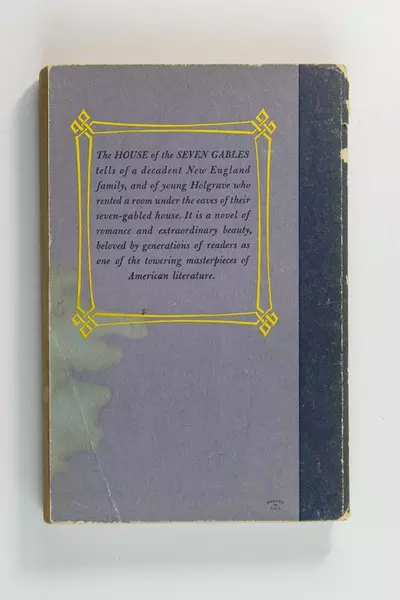 The HOUSE of the SEVEN GABLES
tells of a decadent New England
family, and of young Holgrave who
rented a room under the eaves of their
seven-gabled house. It is a novel of
romance and extraordinary beauty,
beloved by generations of readers as
one of the towering masterpieces of
American literature.
PRINTED
IN
U.S.A.